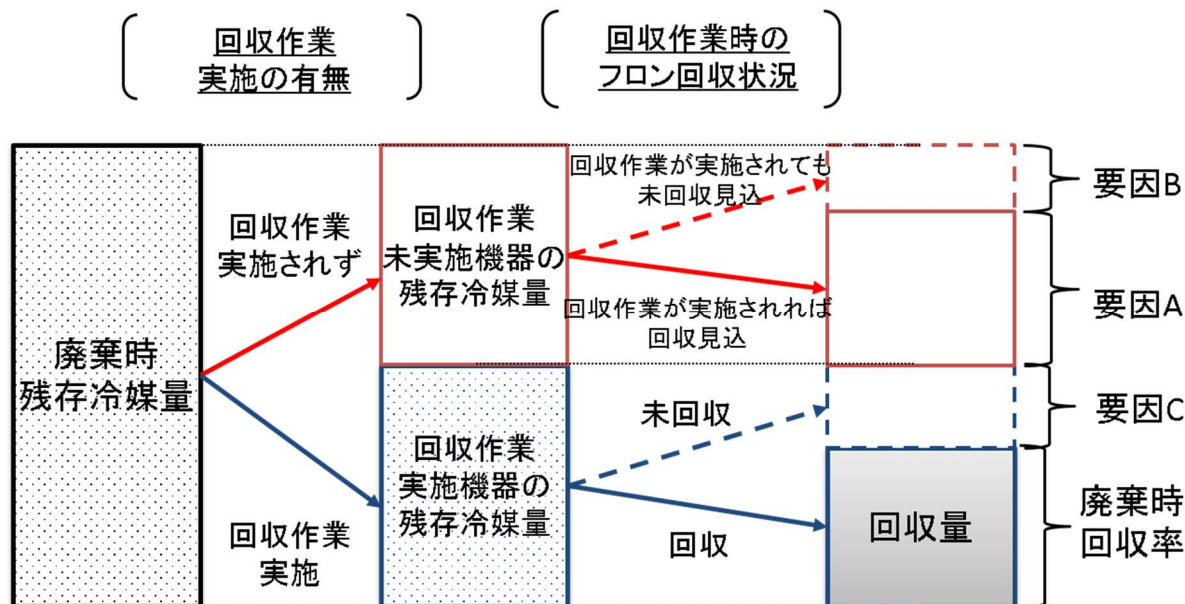 回収作業
実施の有無
回収作業時の
フロン回収状況
廃棄時
残存冷媒量
回収作業
実施されず
回収作業
実施
回収作業
未実施機器の
残存冷媒量
回収作業
実施機器の
残存冷媒量
回収作業が実施されても
未回収見込
回収作業が実施されれば
回収見込
未回収
回収
回収量
要因B
要因A
要因C
廃棄時
回収率